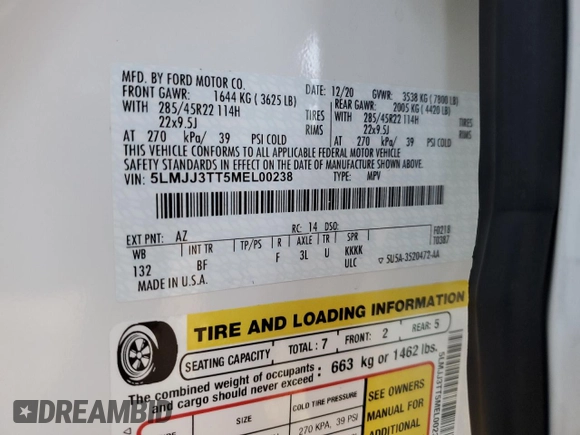 MFD. BY FORD MOTOR CO.
12/20 GVWR: 3538 KG (7800 LB)
FRONT GAWR: 1644 KG (3625 LB) REAR GAWR: 2005 KG (4420 LB)
WITH 285/45R22 114H TIRES WITH 285/45R22 114H TIRES
22x9.5J RIMS 22x9.5J RIMS
AT 270 kPa/ 39 PSI COLD AT 270 kPa/ 39 PSI COLD
THIS VEHICLE CONFORMS TO ALL APPLICABLE FEDERAL MOTOR VEHICLE
SAFETY STANDARDS IN EFFECT ON THE DATE OF MANUFACTURE SHOWN ABOVE.
VIN: 5LMJJ3TT5MEL00238 TYPE: MPV
EXT PNT: AZ RC: 14 DSO: F0218
WB INT TR TP/PS R AXLE TR SPR T0387
132 BF F 3L U KKKK
MADE IN U.S.A. ULC ▽ 5U5A-3520472-AA
TIRE AND LOADING INFORMATION
SEATING CAPACITY TOTAL: 7 FRONT: 2 REAR: 5
The combined weight of occupants and cargo should never exceed: 663 kg or 1462 lbs.
COLD TIRE PRESSURE
270 KPA, 39 PSI
SEE OWNERS
MANUAL FOR
ADDITIONAL
DREAMBID